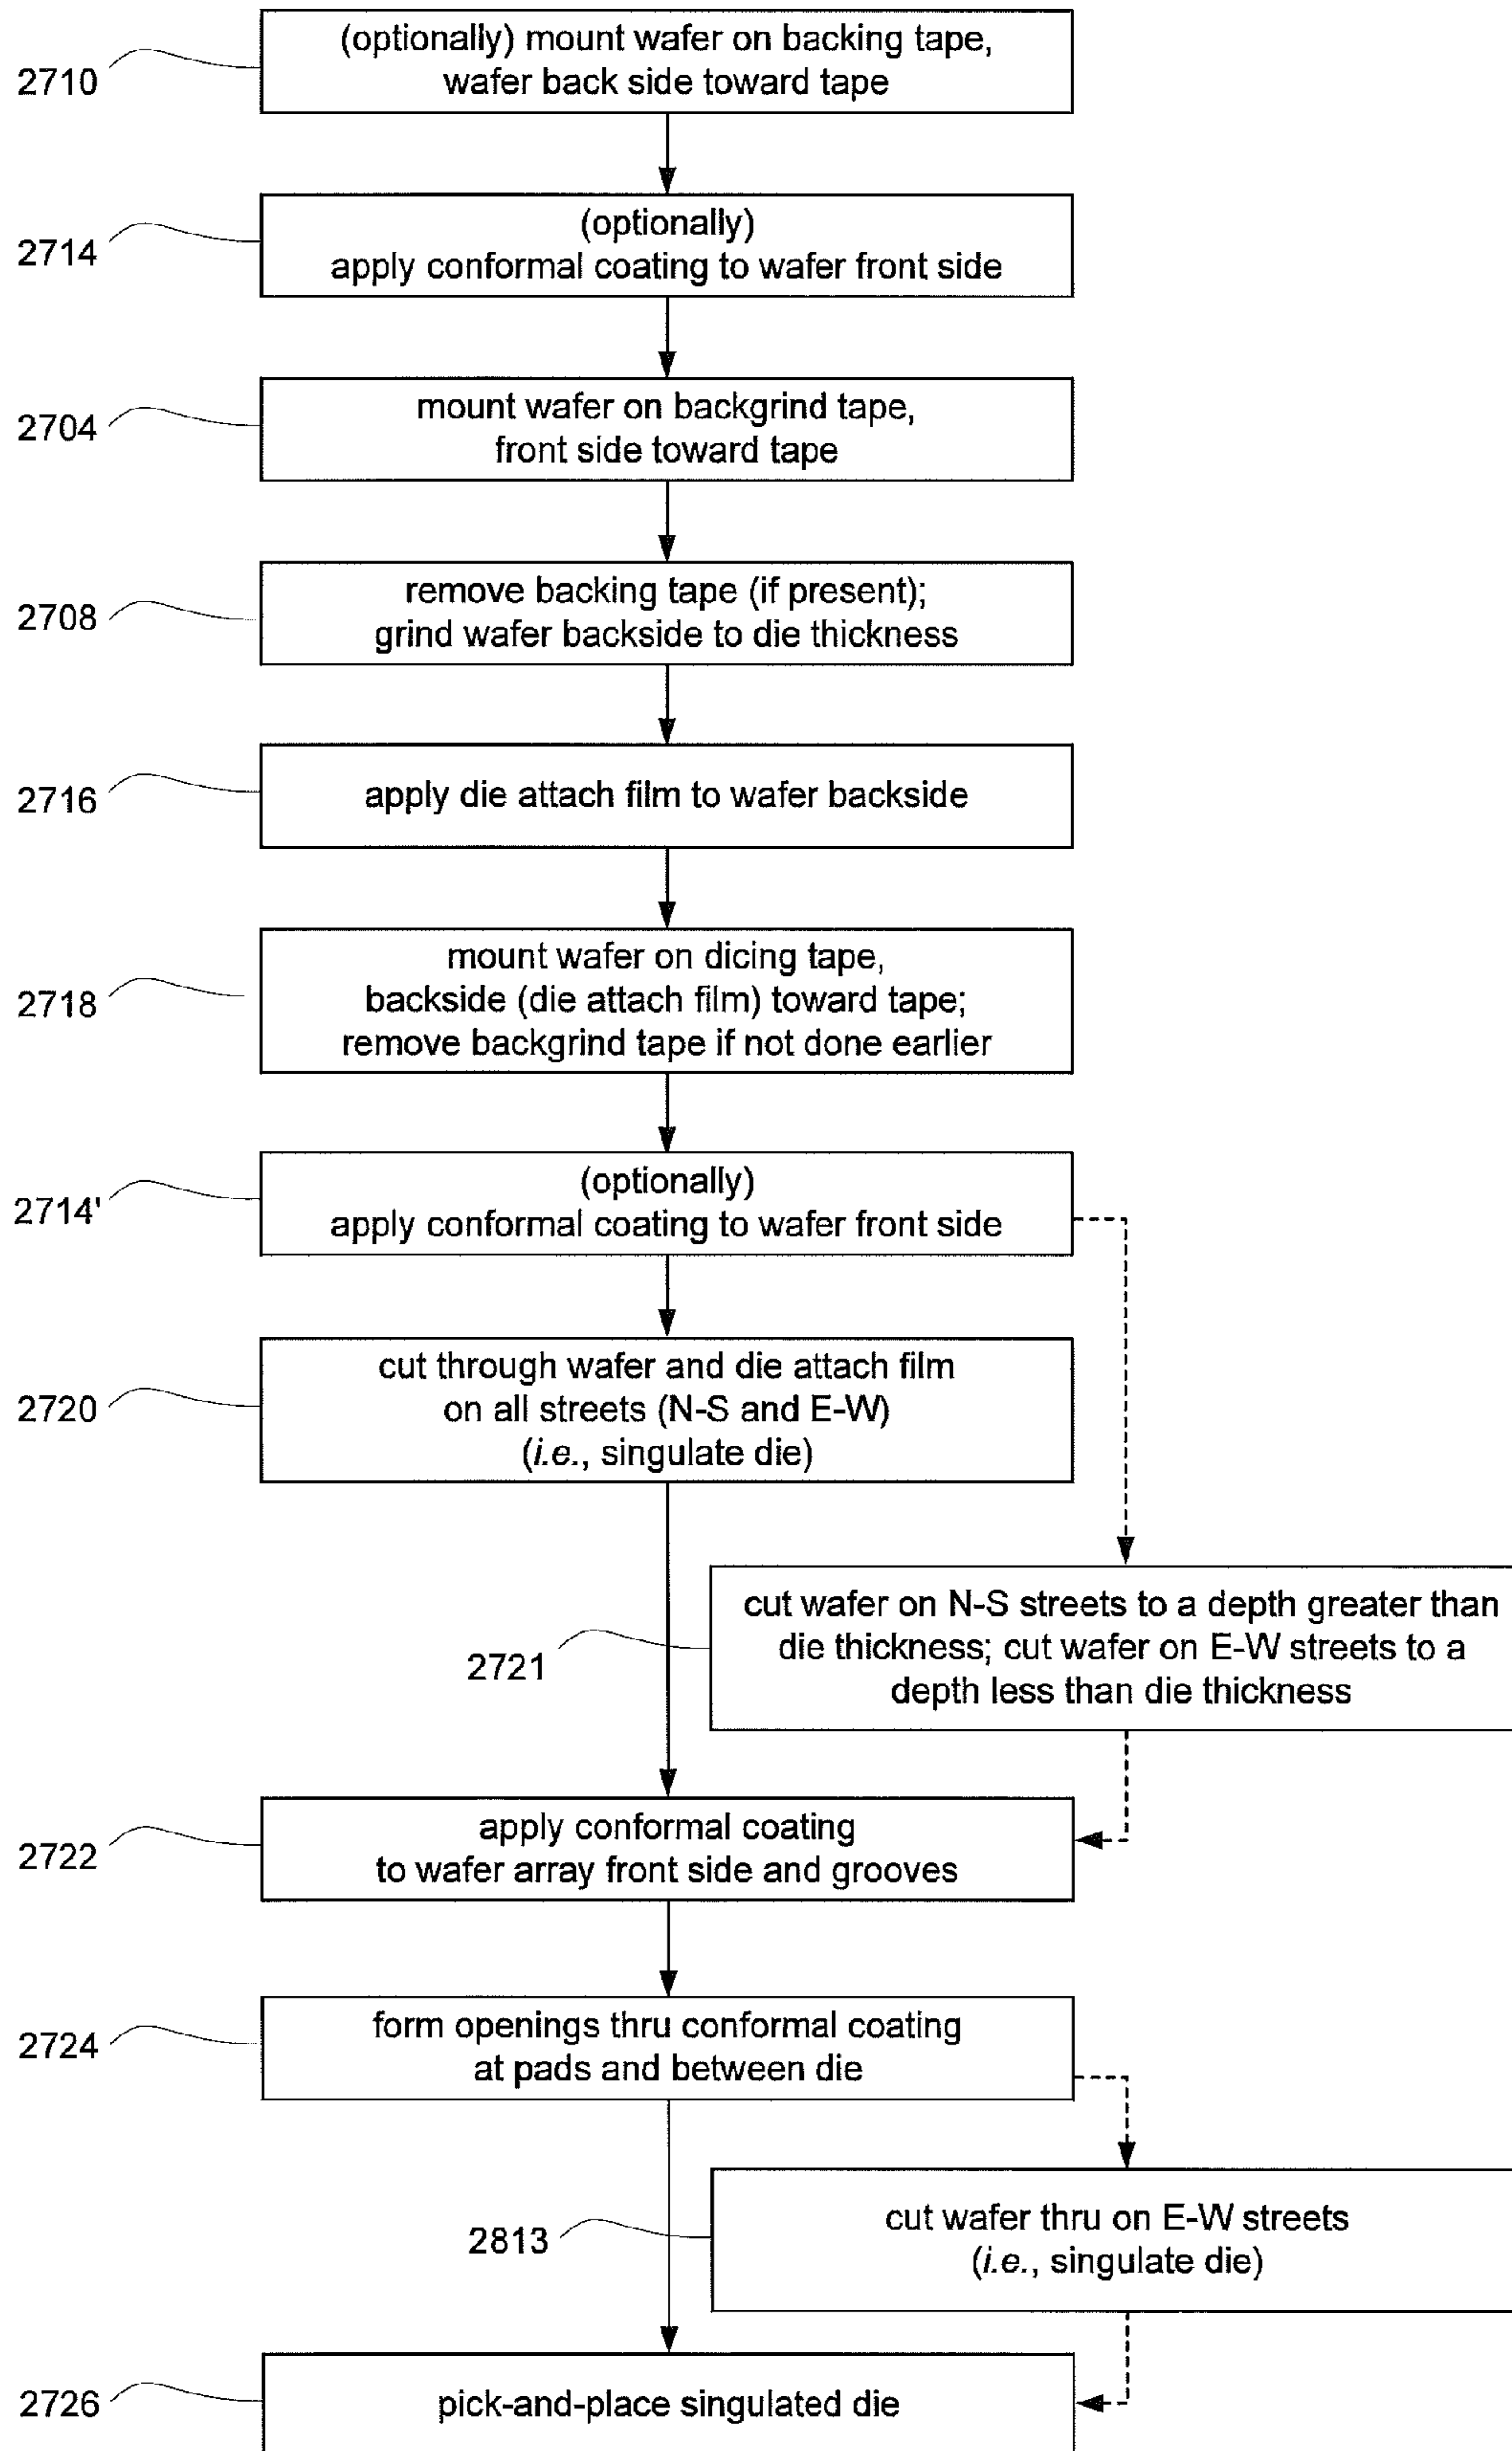 (optionally) mount wafer on backing tape,
wafer back side toward tape
2710
(optionally)
apply conformal coating to wafer front side
2714
mount wafer on backgrind tape,
front side toward tape
2704
remove backing tape (if present);
grind wafer backside to die thickness
2708
apply die attach film to wafer backside
2716
mount wafer on dicing tape,
backside (die attach film) toward tape;
remove backgrind tape if not done earlier
2718
(optionally)
apply conformal coating to wafer front side
2714'
cut through wafer and die attach film
on all streets (N-S and E-W)
(i.e., singulate die)
2720
cut wafer on N-S streets to a depth greater than
die thickness; cut wafer on E-W streets to a
depth less than die thickness
2721
apply conformal coating
to wafer array front side and grooves
2722
form openings thru conformal coating
at pads and between die
2724
cut wafer thru on E-W streets
(i.e., singulate die)
2813
pick-and-place singulated die
2726